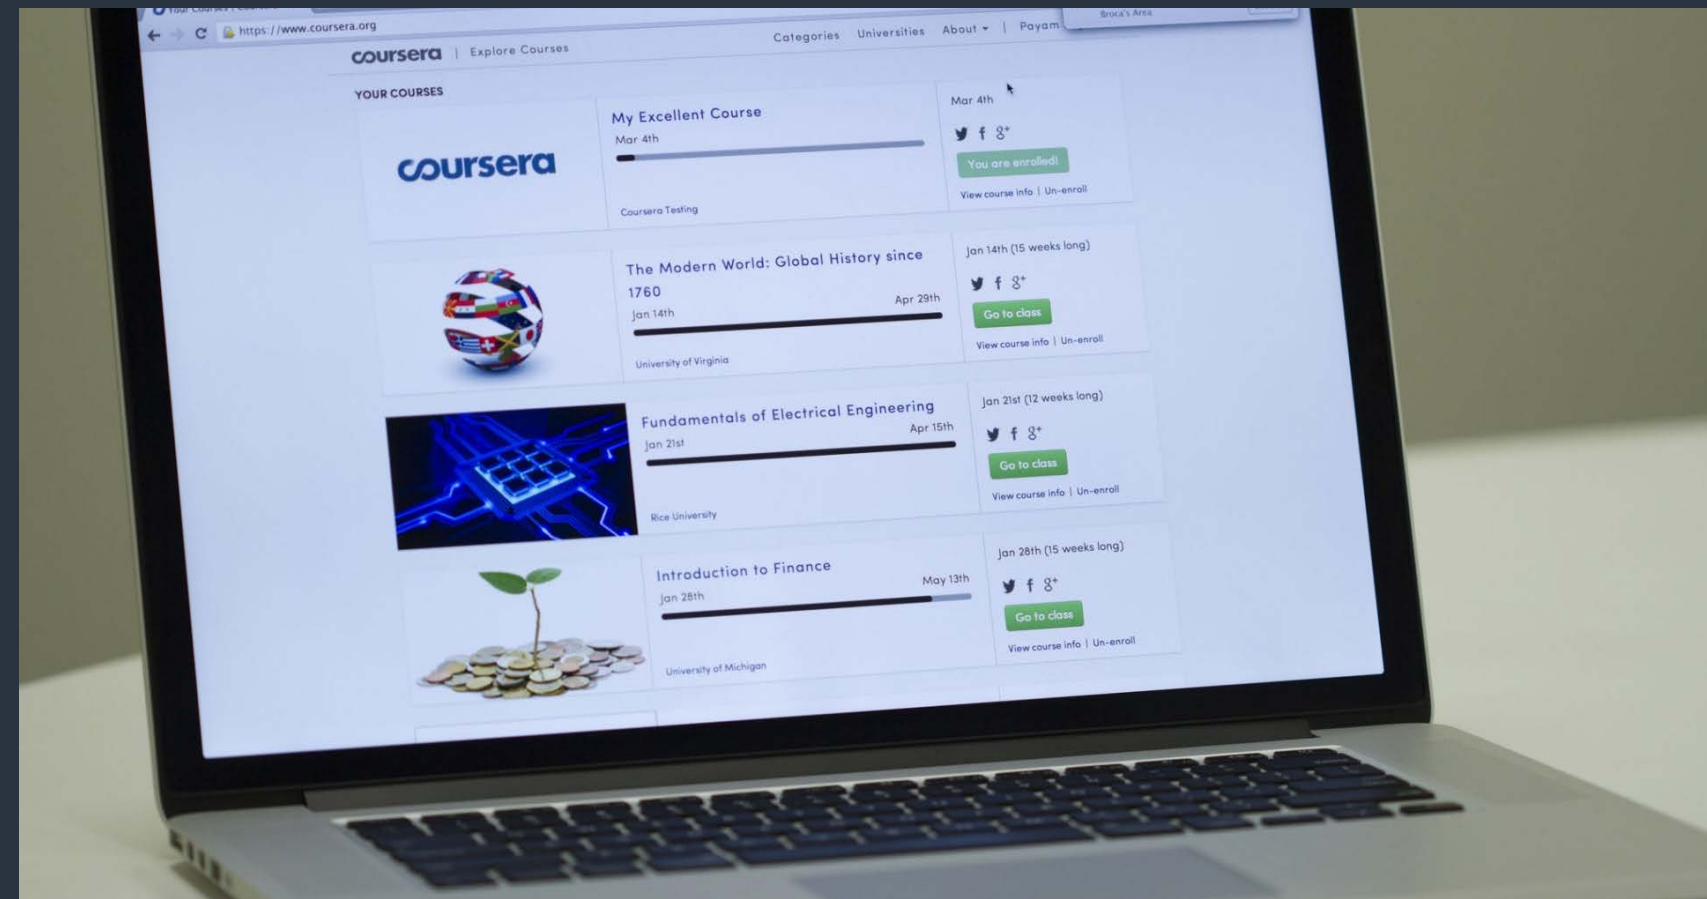 https://www.coursera.org
coursera | Explore Courses
Categories Universities About | Payam
Broca's Area
YOUR COURSES
coursera
My Excellent Course
Mar 4th
Coursera Testing
Mar 4th
You are enrolled!
View course info | Un-enroll
The Modern World: Global History since
1760
Jan 14th
Apr 29th
University of Virginia
Jan 14th (15 weeks long)
Go to class
View course info | Un-enroll
Fundamentals of Electrical Engineering
Jan 21st
Apr 15th
Rice University
Jan 21st (12 weeks long)
Go to class
View course info | Un-enroll
Introduction to Finance
Jan 28th
May 13th
University of Michigan
Jan 28th (15 weeks long)
Go to class
View course info | Un-enroll